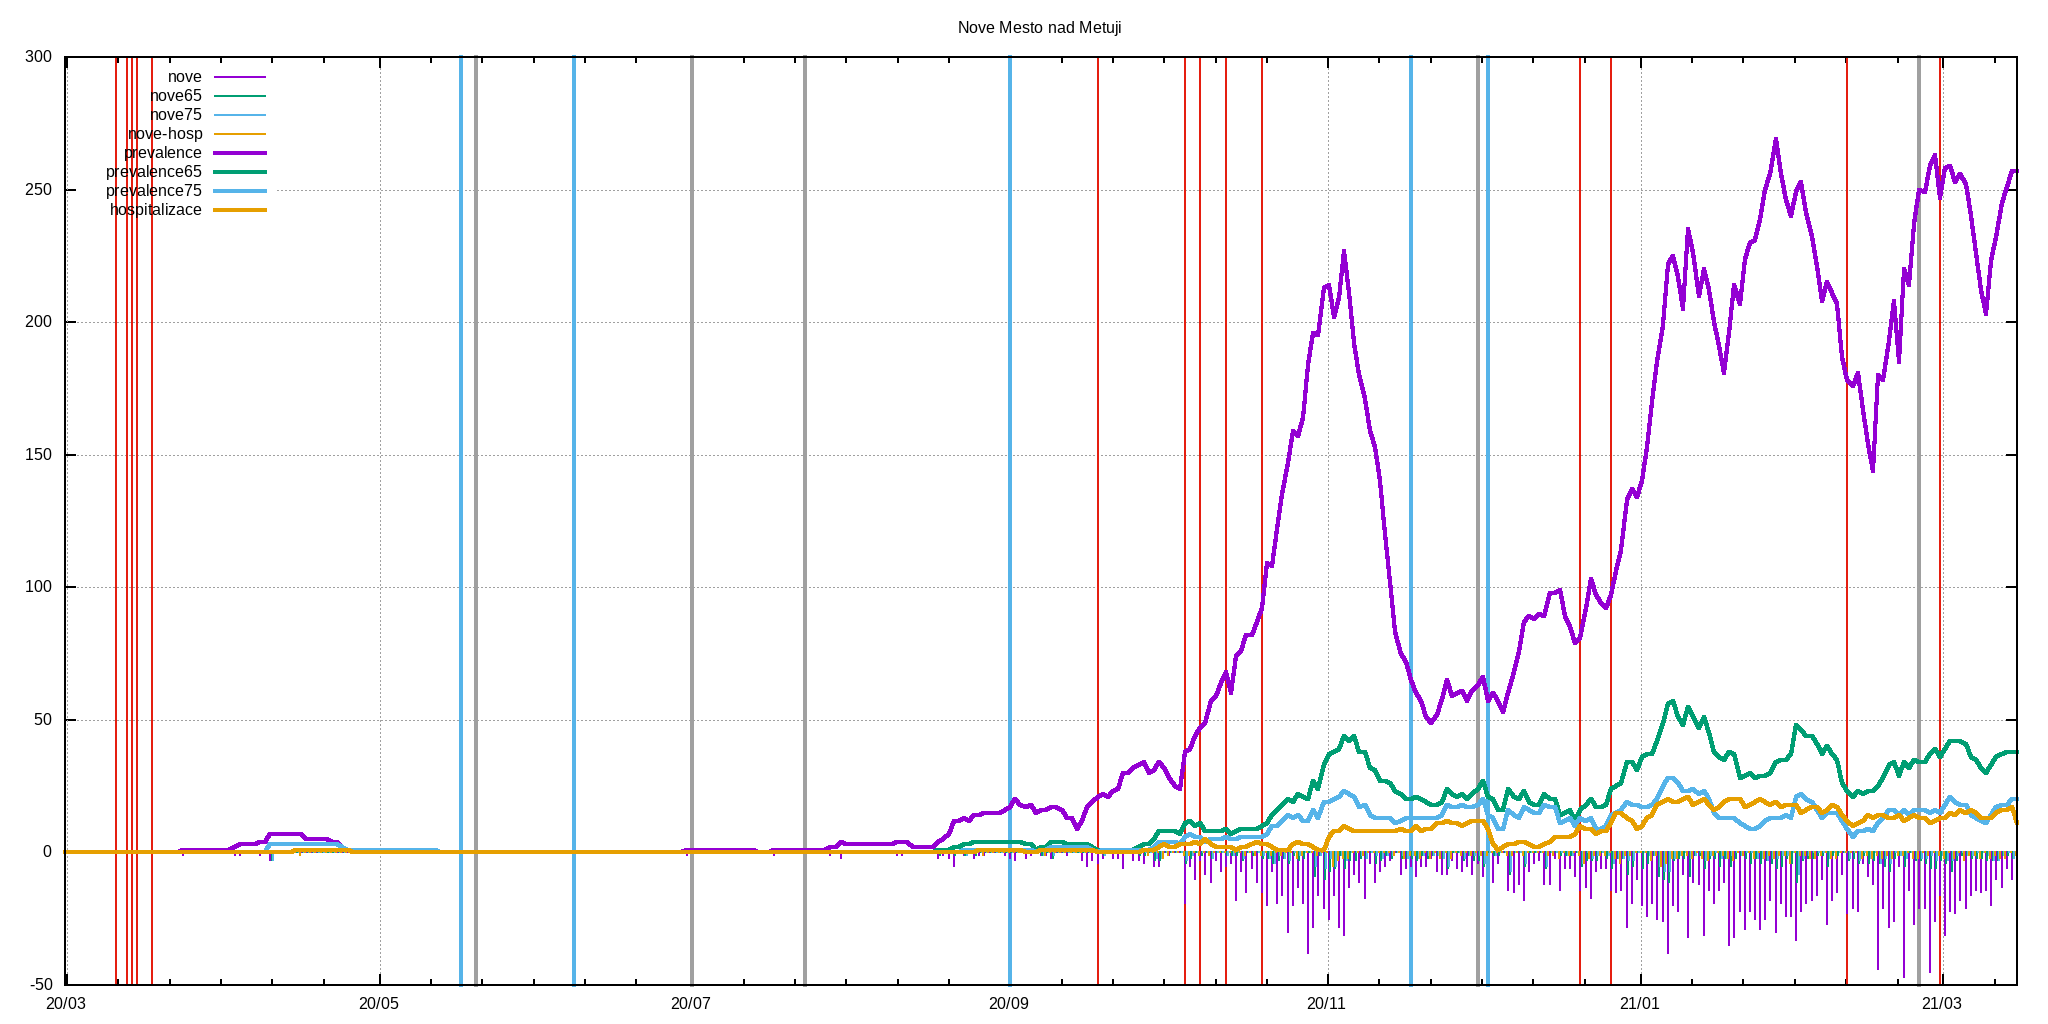 Nove Mesto nad Metuji
300
250
200
150
100
50
0
-50
nove
nove65
nove75
nove-hosp
prevalence
prevalence65
prevalence75
hospitalizace
20/03 20/05 20/07 20/09 20/11 21/01 21/03